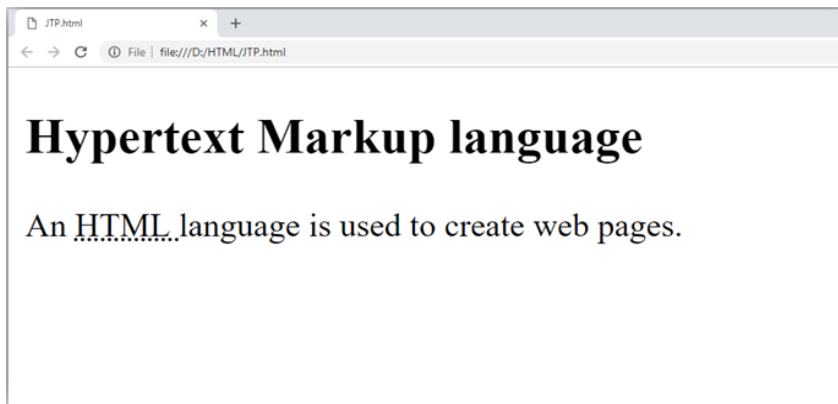 JTP.html
File | file:///D:/HTML/JTP.html
Hypertext Markup language
An HTML language is used to create web pages.